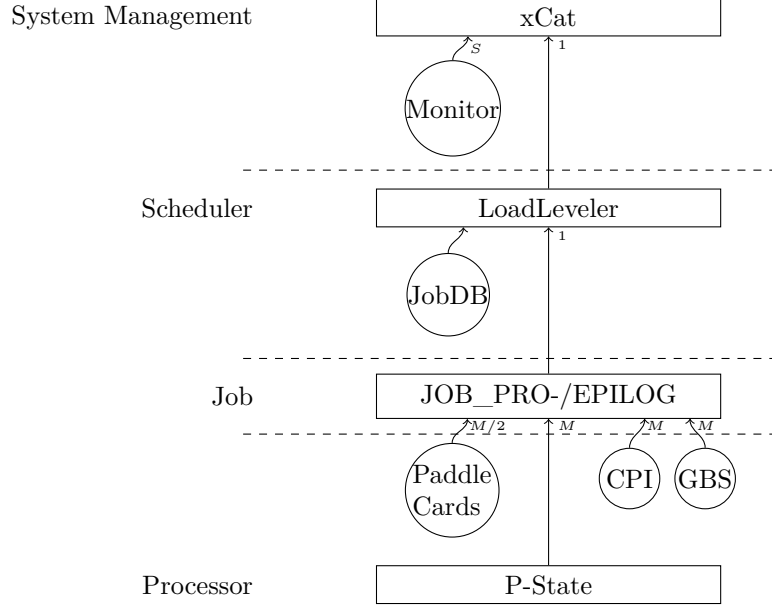 System Management
xCat
S
1
Monitor
Scheduler
LoadLeveler
1
JobDB
Job
JOB_PRO-/EPILOG
M/2
M
M
M
Paddle
Cards
CPI
GBS
Processor
P-State